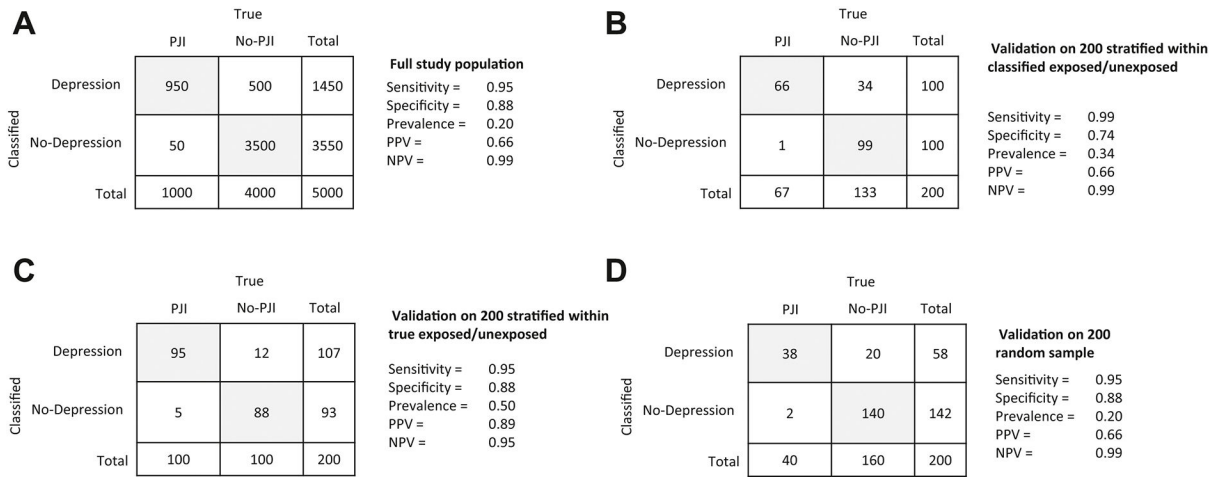 A
True
PJI No-PJI Total
Classified
Depression 950 500 1450
No-Depression 50 3500 3550
Total 1000 4000 5000
Full study population
Sensitivity = 0.95
Specificity = 0.88
Prevalence = 0.20
PPV = 0.66
NPV = 0.99
B
True
PJI No-PJI Total
Classified
Depression 66 34 100
No-Depression 1 99 100
Total 67 133 200
Validation on 200 stratified within
classified exposed/unexposed
Sensitivity = 0.99
Specificity = 0.74
Prevalence = 0.34
PPV = 0.66
NPV = 0.99
C
True
PJI No-PJI Total
Classified
Depression 95 12 107
No-Depression 5 88 93
Total 100 100 200
Validation on 200 stratified within
true exposed/unexposed
Sensitivity = 0.95
Specificity = 0.88
Prevalence = 0.50
PPV = 0.89
NPV = 0.95
D
True
PJI No-PJI Total
Classified
Depression 38 20 58
No-Depression 2 140 142
Total 40 160 200
Validation on 200
random sample
Sensitivity = 0.95
Specificity = 0.88
Prevalence = 0.20
PPV = 0.66
NPV = 0.99